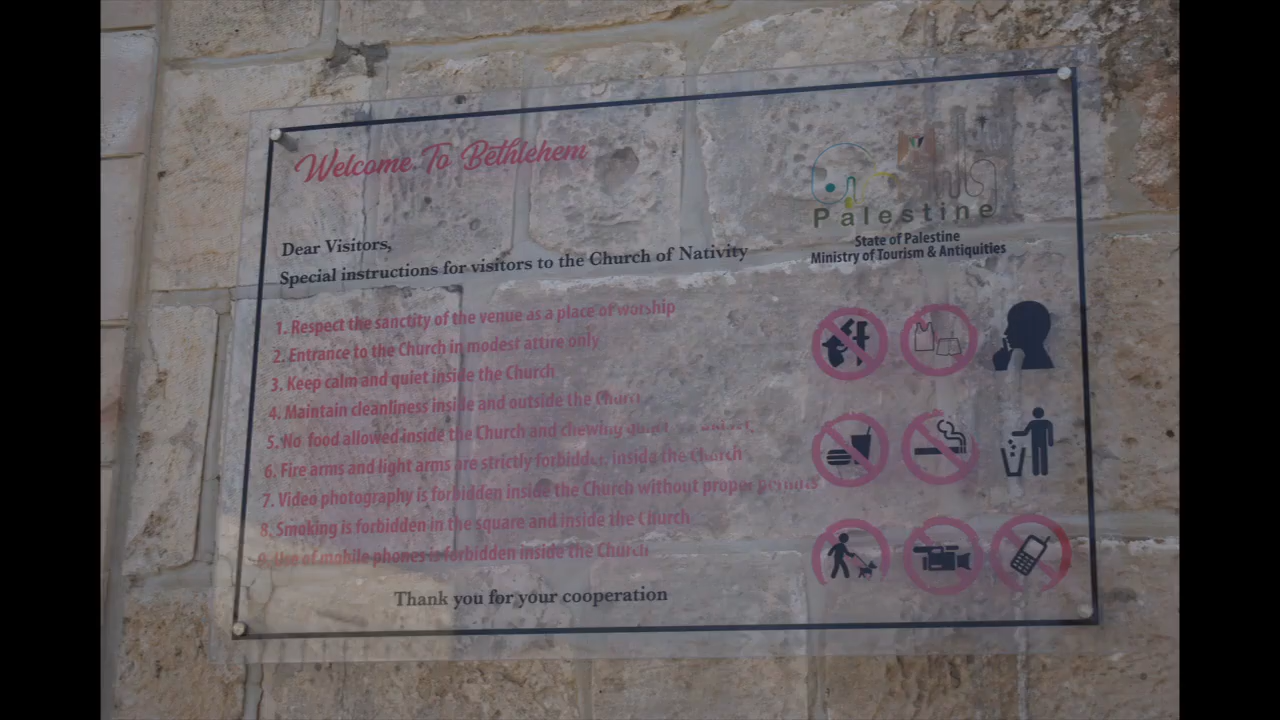 Welcome To Bethlehem
Palestine
State of Palestine
Ministry of Tourism & Antiquities
Dear Visitors,
Special instructions for visitors to the Church of Nativity
1. Respect the sanctity of the venue as a place of worship
2. Entrance to the Church in modest attire only
3. Keep calm and quiet inside the Church
4. Maintain cleanliness inside and outside the Church
5. No food allowed inside the Church and chewing gum
6. Fire arms and light arms are strictly forbidden inside the Church
7. Video photography is forbidden inside the Church without proper permits
8. Smoking is forbidden in the square and inside the Church
9. Use of mobile phones is forbidden inside the Church
Thank you for your cooperation